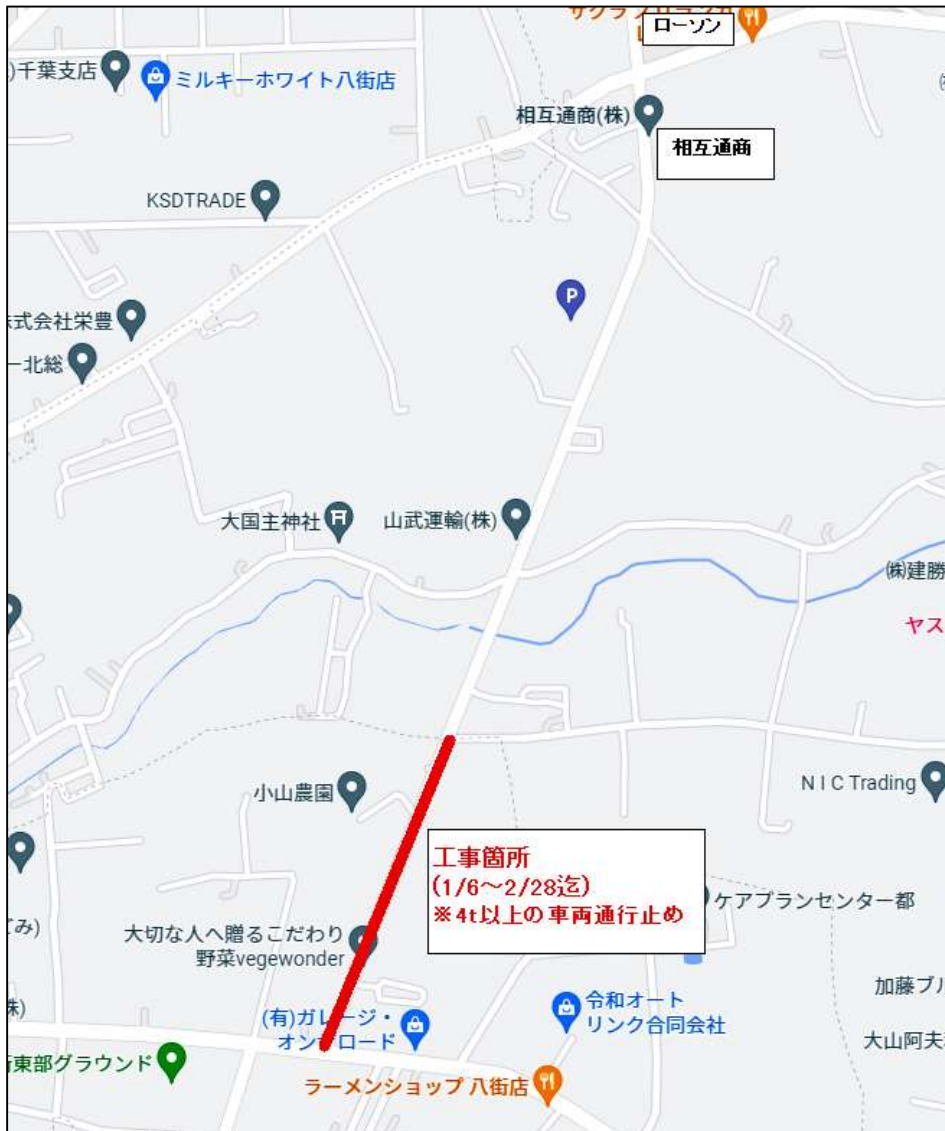 ローソン
)千葉支店
ミルキーホワイト八街店
相互通商(株)
相互通商
KSDTRADE
式会社栄豊
ー北総
大国主神社
山武運輸(株)
(株)建勝
ヤス
小山農園
N I C Trading
工事箇所
(1/6～2/28迄)
※4t以上の車両通行止め
ケアプランセンター都
てみ)
大切な人へ贈るこだわり
野菜vegewonder
加藤ブル
株)
(有)ガレージ・
オンザロード
令和オート
リンク合同会社
大山阿夫
東部グラウンド
ラーメンショップ 八街店
P